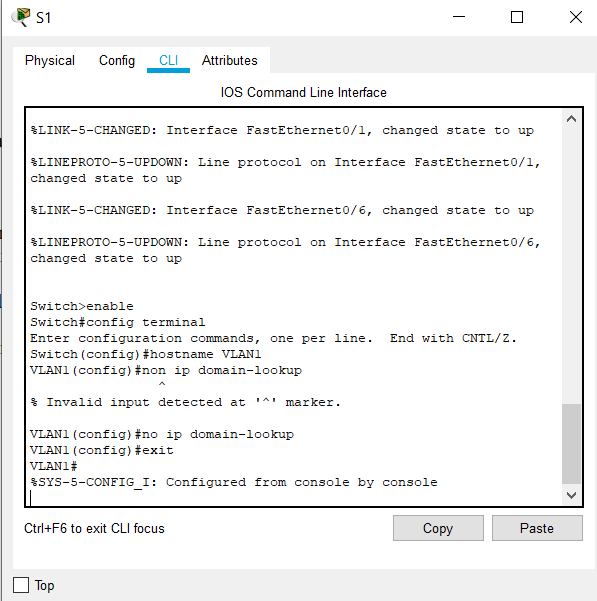 S1
Physical Config CLI Attributes
IOS Command Line Interface
%LINK-5-CHANGED: Interface FastEthernet0/1, changed state to up
%LINEPROTO-5-UPDOWN: Line protocol on Interface FastEthernet0/1,
changed state to up
%LINK-5-CHANGED: Interface FastEthernet0/6, changed state to up
%LINEPROTO-5-UPDOWN: Line protocol on Interface FastEthernet0/6,
changed state to up
Switch>enable
Switch#config terminal
Enter configuration commands, one per line.  End with CNTL/Z.
Switch(config)#hostname VLAN1
VLAN1(config)#non ip domain-lookup
^
% Invalid input detected at '^' marker.
VLAN1(config)#no ip domain-lookup
VLAN1(config)#exit
VLAN1#
%SYS-5-CONFIG_I: Configured from console by console
Ctrl+F6 to exit CLI focus
Copy Paste
Top